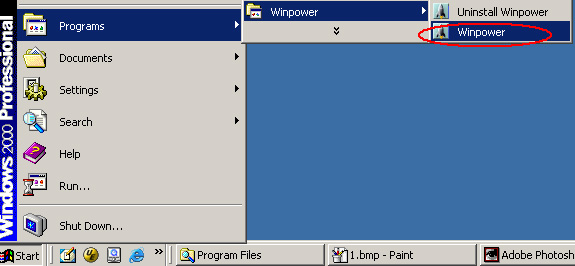 Windows 2000 Professional
Programs
Documents
Settings
Search
Help
Run...
Shut Down...
Winpower
Uninstall Winpower
Winpower
Start
Program Files
1.bmp - Paint
Adobe Photosh